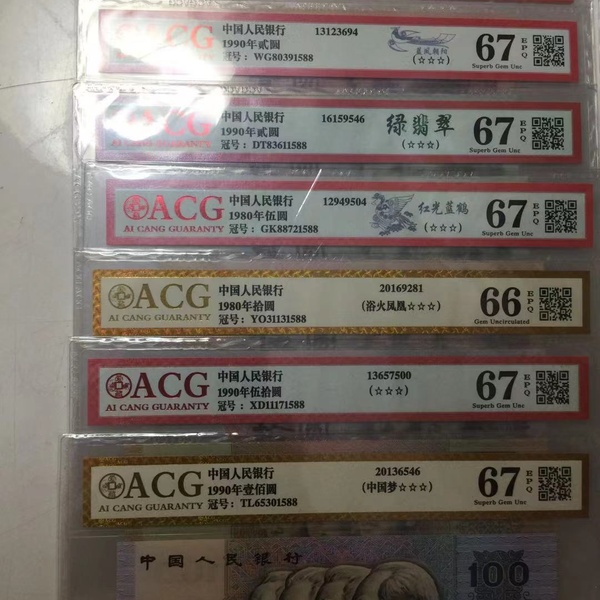 ACG
中国人民银行
1990年贰圆
冠号：WG80391588
13123694
蓝凤朝阳
(☆☆☆)
67
EPQ
Superb Gem Unc
ACG
AI CANG GUARANTY
中国人民银行
1990年贰圆
冠号：DT83611588
16159546
绿翡翠
(☆☆☆)
67
EPQ
Superb Gem Unc
ACG
AI CANG GUARANTY
中国人民银行
1980年伍圆
冠号：GK88721588
12949504
红光蓝鹤
(☆☆☆)
67
EPQ
Superb Gem Unc
ACG
AI CANG GUARANTY
中国人民银行
1980年拾圆
冠号：YO31131588
20169281
(浴火凤凰☆☆☆)
66
EPQ
Gem Uncirculated
ACG
AI CANG GUARANTY
中国人民银行
1990年伍拾圆
冠号：XD11171588
13657500
(☆☆☆)
67
EPQ
Superb Gem Unc
ACG
AI CANG GUARANTY
中国人民银行
1990年壹佰圆
冠号：TL65301588
20136546
(中国梦☆☆☆)
67
EPQ
Superb Gem Unc
中国人民银行
100